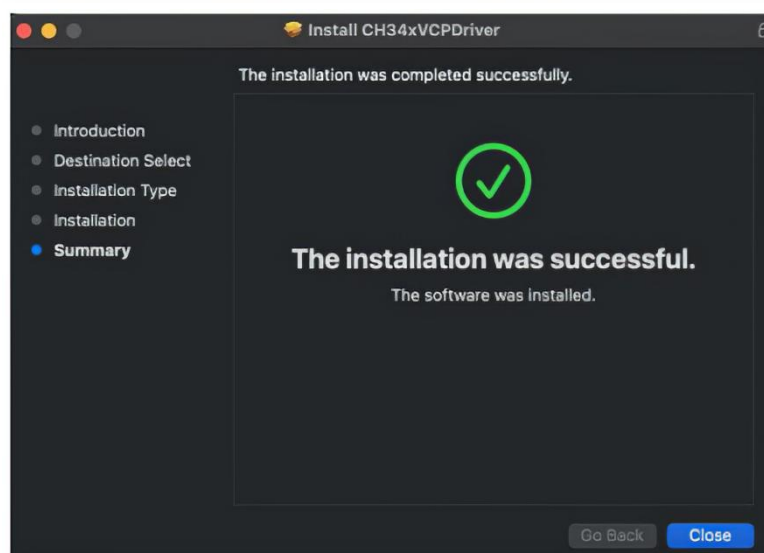 Install CH34xVCPDriver
The installation was completed successfully.
Introduction
Destination Select
Installation Type
Installation
Summary
The installation was successful.
The software was installed.
Go Back
Close